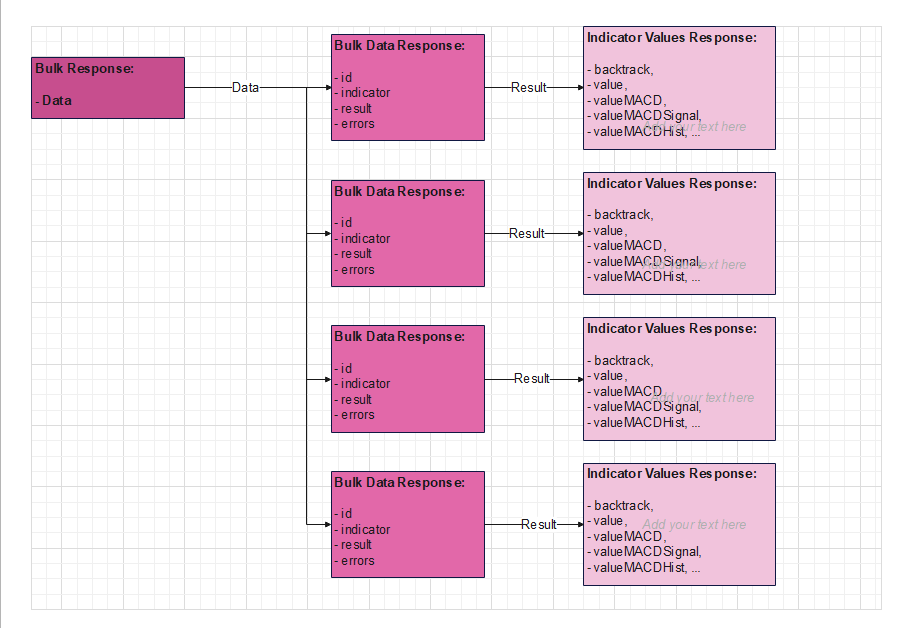 Bulk Response:
- Data
Data
Bulk Data Response:
- id
- indicator
- result
- errors
Result
Indicator Values Response:
- backtrack,
- value,
- valueMACD,
- valueMACDSignal,
- valueMACDHist, ...
Add your text here
Bulk Data Response:
- id
- indicator
- result
- errors
Result
Indicator Values Response:
- backtrack,
- value,
- valueMACD,
- valueMACDSignal,
- valueMACDHist, ...
Add your text here
Bulk Data Response:
- id
- indicator
- result
- errors
Result
Indicator Values Response:
- backtrack,
- value,
- valueMACD,
- valueMACDSignal,
- valueMACDHist, ...
Add your text here
Bulk Data Response:
- id
- indicator
- result
- errors
Result
Indicator Values Response:
- backtrack,
- value,
- valueMACD,
- valueMACDSignal,
- valueMACDHist, ...
Add your text here